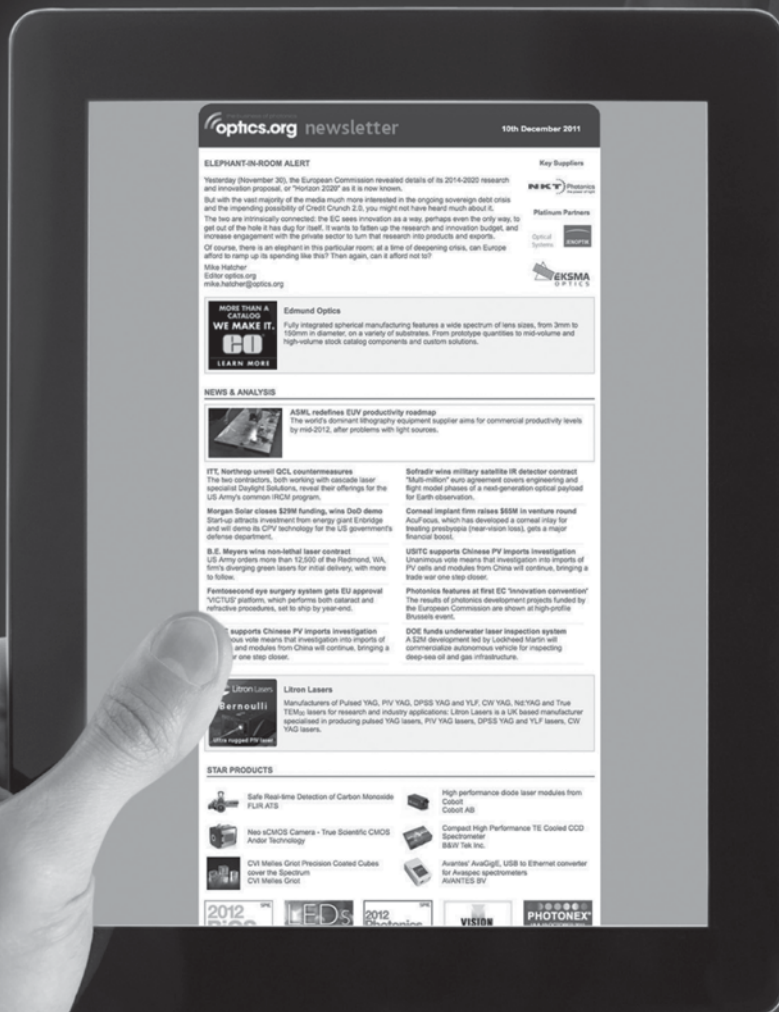 optics.org newsletter
10th December 2011
ELEPHANT-IN-ROOM ALERT
Yesterday (November 30), the European Commission revealed details of its 2014-2020 research
and innovation proposal, or "Horizon 2020" as it is now known.
But with the vast majority of the media much more interested in the ongoing sovereign debt crisis
and the impending possibility of Credit Crunch 2.0, you might not have heard much about it.
The two are intrinsically connected: the EC sees innovation as a way, perhaps even the only way, to
get out of the hole it has dug for itself. It wants to fatten up the research and innovation budget, and
increase engagement with the private sector to turn that research into products and exports.
Of course, there is an elephant in this particular room: at a time of deepening crisis, can Europe
afford to ramp up its spending like this? Then again, can it afford not to?
Mike Hatcher
Editor optics.org
mike.hatcher@optics.org
Key Suppliers
NKT Photonics
Platinum Partners
Optical
Systems
EKSMA
OPTICS
MORE THAN A
CATALOG
WE MAKE IT.
EO
LEARN MORE
Edmund Optics
Fully integrated spherical manufacturing features a wide spectrum of lens sizes, from 3mm to
150mm in diameter, on a variety of substrates. From prototype quantities to mid-volume and
high-volume stock catalog components and custom solutions.
NEWS & ANALYSIS
ASML redefines EUV productivity roadmap
The world's dominant lithography equipment supplier aims for commercial productivity levels
by mid-2012, after problems with light sources.
ITT, Northrop unveil QCL countermeasures
The two contractors, both working with cascade laser
specialist Daylight Solutions, reveal their offerings for the
US Army's common IRCM program.
Morgan Solar closes $29M funding, wins DoD demo
Start-up attracts investment from energy giant Enbridge
and will demo its CPV technology for the US government's
defense department.
B.E. Meyers wins non-lethal laser contract
US Army orders more than 12,500 of the Redmond, WA,
firm's diverging green lasers for initial delivery, with more
to follow.
Femtosecond eye surgery system gets EU approval
'VICTUS' platform, which performs both cataract and
refractive procedures, set to ship by year-end.
supports Chinese PV imports investigation
ous vote means that investigation into imports of
and modules from China will continue, bringing a
r one step closer.
Sofradir wins military satellite IR detector contract
"Multi-million" euro agreement covers engineering and
flight model phases of a next-generation optical payload
for Earth observation.
Corneal implant firm raises $65M in venture round
AcuFocus, which has developed a corneal inlay for
treating presbyopia (near-vision loss), gets a major
financial boost.
USITC supports Chinese PV imports investigation
Unanimous vote means that investigation into imports of
PV cells and modules from China will continue, bringing a
trade war one step closer.
Photonics features at first EC 'innovation convention'
The results of photonics development projects funded by
the European Commission are shown at high-profile
Brussels event.
DOE funds underwater laser inspection system
A $2M development led by Lockheed Martin will
commercialize autonomous vehicle for inspecting
deep-sea oil and gas infrastructure.
Litron Lasers
Bernoulli
Ultra rugged PIV laser
Litron Lasers
Manufacturers of Pulsed YAG, PIV YAG, DPSS YAG and YLF, CW YAG, Nd:YAG and True
TEM00 lasers for research and industry applications: Litron Lasers is a UK based manufacturer
specialised in producing pulsed YAG lasers, PIV YAG lasers, DPSS YAG and YLF lasers, CW
YAG lasers.
STAR PRODUCTS
Safe Real-time Detection of Carbon Monoxide
FLIR ATS
High performance diode laser modules from
Cobolt
Cobolt AB
Neo sCMOS Camera - True Scientific CMOS
Andor Technology
Compact High Performance TE Cooled CCD
Spectrometer
B&W Tek Inc.
CVI Melles Griot Precision Coated Cubes
cover the Spectrum
CVI Melles Griot
Avantes' AvaGigE, USB to Ethernet converter
for Avaspec spectrometers
AVANTES BV
2012
BiOS
LEDs
2012
Photonics
VISION
PHOTONEX